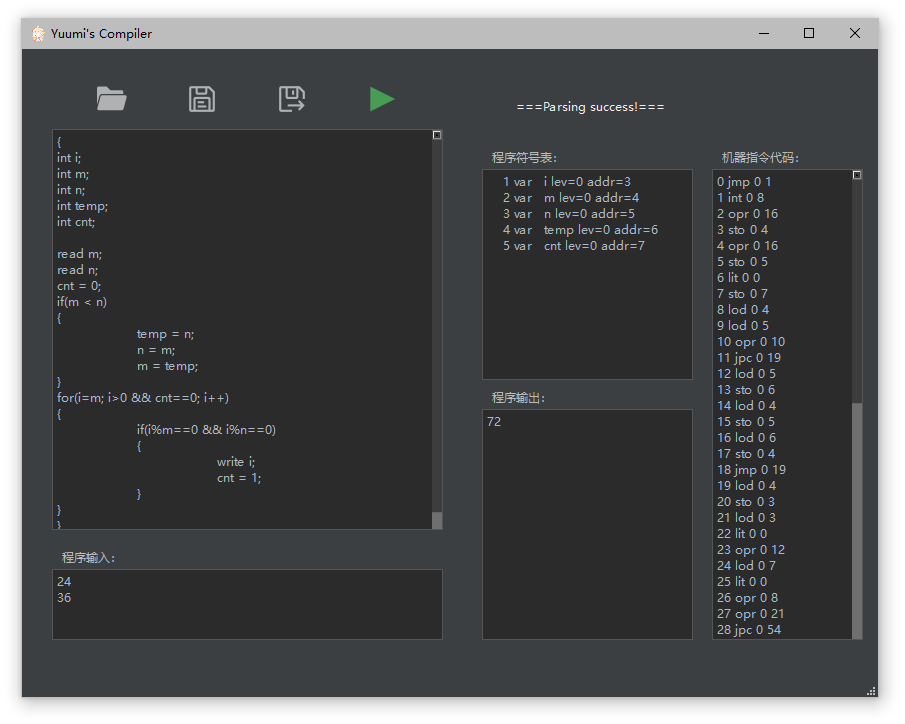 Yuumi's Compiler
===Parsing success!===
{
int i;
int m;
int n;
int temp;
int cnt;
read m;
read n;
cnt = 0;
if(m < n)
{
temp = n;
n = m;
m = temp;
}
for(i=m; i>0 && cnt==0; i++)
{
if(i%m==0 && i%n==0)
{
write i;
cnt = 1;
}
}
}
程序输入：
24
36
程序符号表：
1 var i lev=0 addr=3
2 var m lev=0 addr=4
3 var n lev=0 addr=5
4 var temp lev=0 addr=6
5 var cnt lev=0 addr=7
程序输出：
72
机器指令代码：
0 jmp 0 1
1 int 0 8
2 opr 0 16
3 sto 0 4
4 opr 0 16
5 sto 0 5
6 lit 0 0
7 sto 0 7
8 lod 0 4
9 lod 0 5
10 opr 0 10
11 jpc 0 19
12 lod 0 5
13 sto 0 6
14 lod 0 4
15 sto 0 5
16 lod 0 6
17 sto 0 4
18 jmp 0 19
19 lod 0 4
20 sto 0 3
21 lod 0 3
22 lit 0 0
23 opr 0 12
24 lod 0 7
25 lit 0 0
26 opr 0 8
27 opr 0 21
28 jpc 0 54